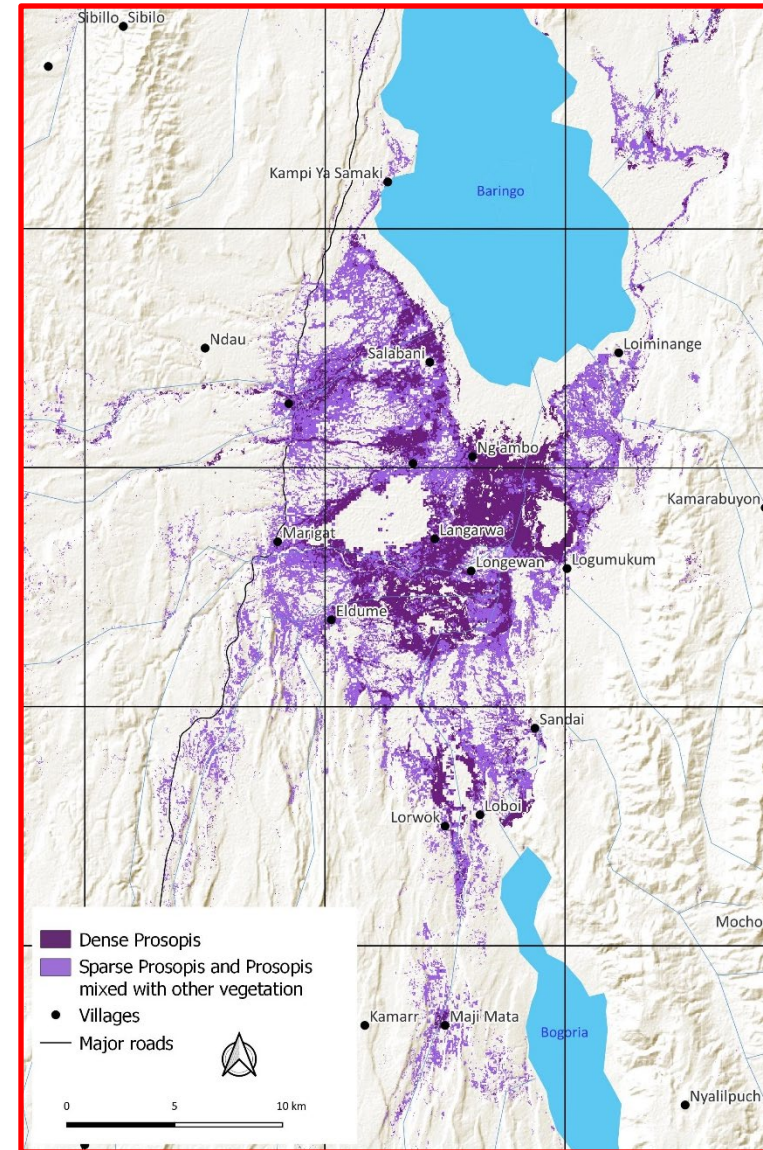 Sibillo Sibilo
Kampi Ya Samaki
Baringo
Ndau
Loiminange
Salabani
Ng ambo
Kamarabuyon
Marigat
Langarwa
Longewan
Logumukum
Eldume
Sandai
Loboi
Lorwok
Mocho
Dense Prosopis
Sparse Prosopis and Prosopis
mixed with other vegetation
Villages
Major roads
Kamarr
Maji Mata
Bogoria
Nyalilpuch
0 5 10 km